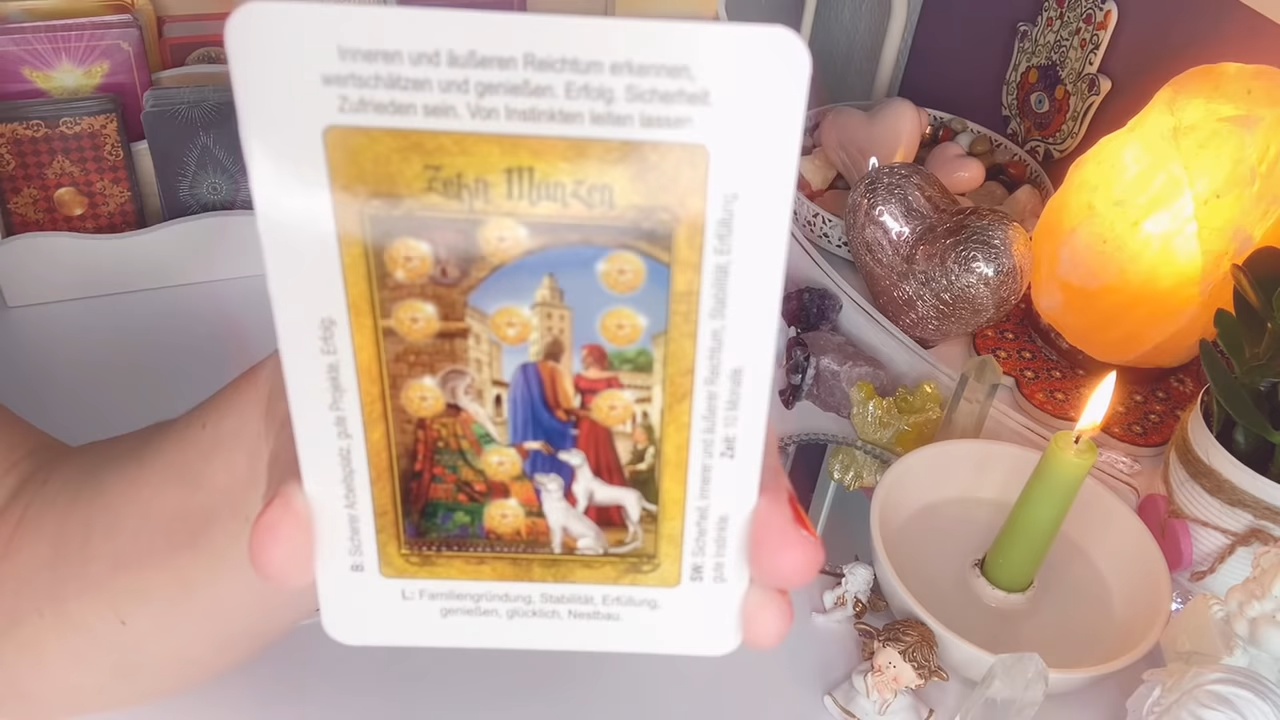 Inneren und äußeren Reichtum erkennen,
wertschätzen und genießen. Erfolg. Sicherheit.
Zufrieden sein. Von Instinkten leiten lassen.
Zehn Münzen
B: Sicherer Arbeitsplatz, gute Projekte, Erfolg.
SW: Sicherheit, innerer und äußerer Reichtum, Stabilität, Erfüllung,
gute Instinkte. Zeit: 10 Monate.
L: Familiengründung, Stabilität, Erfüllung,
genießen, glücklich, Nestbau.